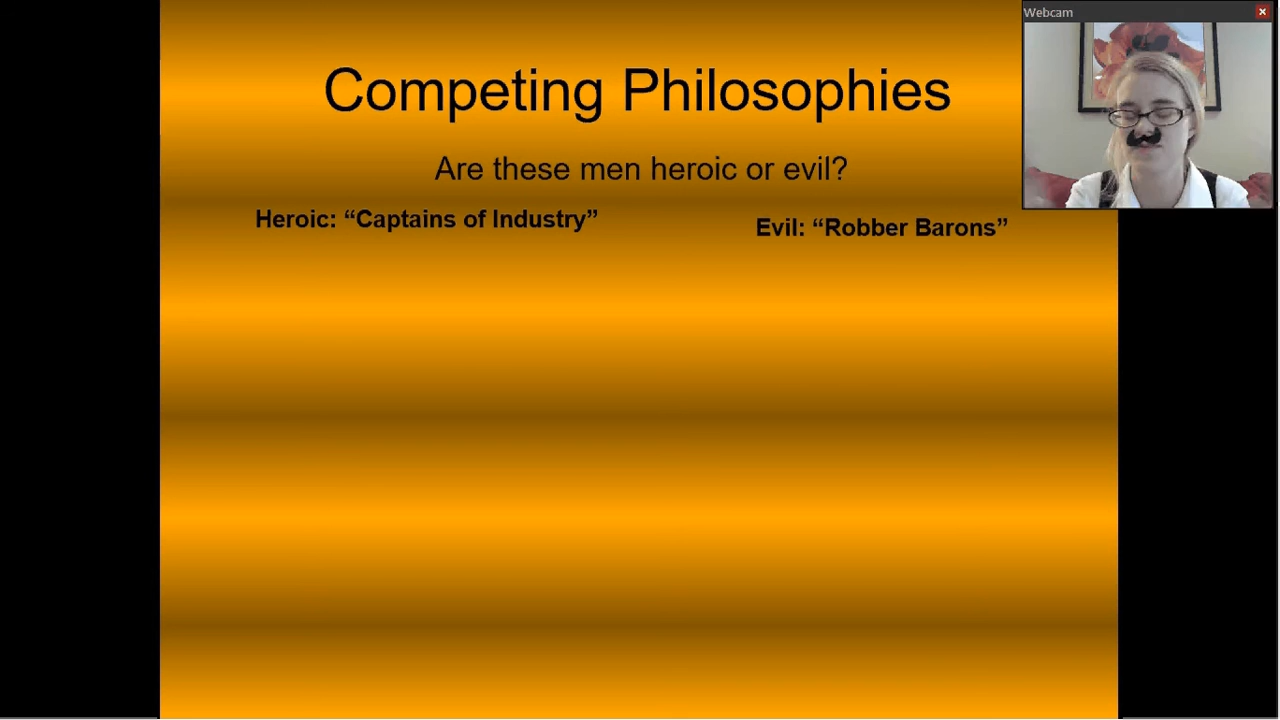 Webcam
Competing Philosophies
Are these men heroic or evil?
Heroic: “Captains of Industry”
Evil: “Robber Barons”